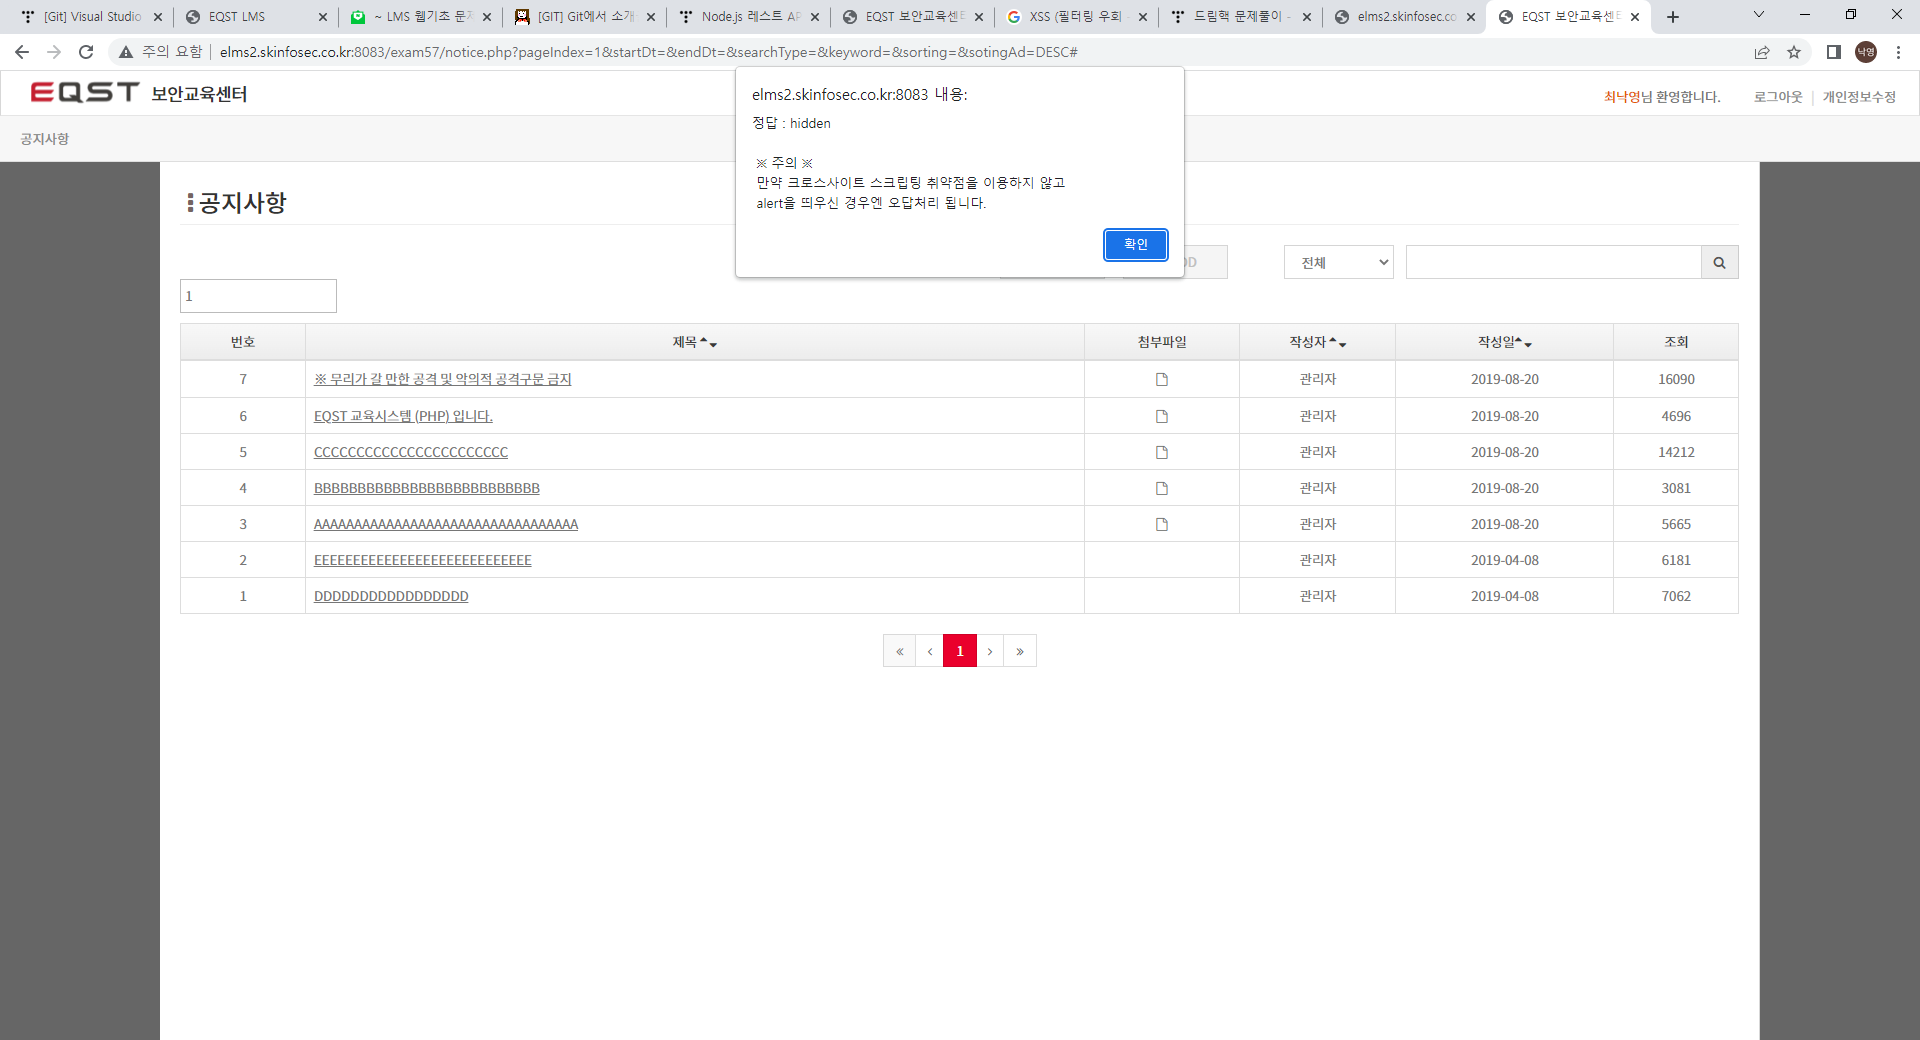 [Git] Visual Studio
EQST LMS
~ LMS 웹기초 문제
[GIT] Git에서 소개
Node.js 레스트 AP
EQST 보안교육센터
XSS (필터링 우회 -
드림핵 문제풀이 -
elms2.skinfosec.co
EQST 보안교육센터
주의 요함
elms2.skinfosec.co.kr:8083/exam57/notice.php?pageIndex=1&startDt=&endDt=&searchType=&keyword=&sorting=&sotingAd=DESC#
낙영
EQST 보안교육센터
최낙영님 환영합니다.
로그아웃 | 개인정보수정
공지사항
elms2.skinfosec.co.kr:8083 내용:
정답 : hidden
※ 주의 ※
만약 크로스사이트 스크립팅 취약점을 이용하지 않고
alert을 띄우신 경우엔 오답처리 됩니다.
확인
공지사항
전체
1
번호 제목 첨부파일 작성자 작성일 조회
7 ※ 무리가 갈 만한 공격 및 악의적 공격구문 금지 관리자 2019-08-20 16090
6 EQST 교육시스템 (PHP) 입니다. 관리자 2019-08-20 4696
5 CCCCCCCCCCCCCCCCCCCCCCC 관리자 2019-08-20 14212
4 BBBBBBBBBBBBBBBBBBBBBBBBBB 관리자 2019-08-20 3081
3 AAAAAAAAAAAAAAAAAAAAAAAAAAAAAAAAA 관리자 2019-08-20 5665
2 EEEEEEEEEEEEEEEEEEEEEEEEEEEE 관리자 2019-04-08 6181
1 DDDDDDDDDDDDDDDDD 관리자 2019-04-08 7062
« ‹ 1 › »